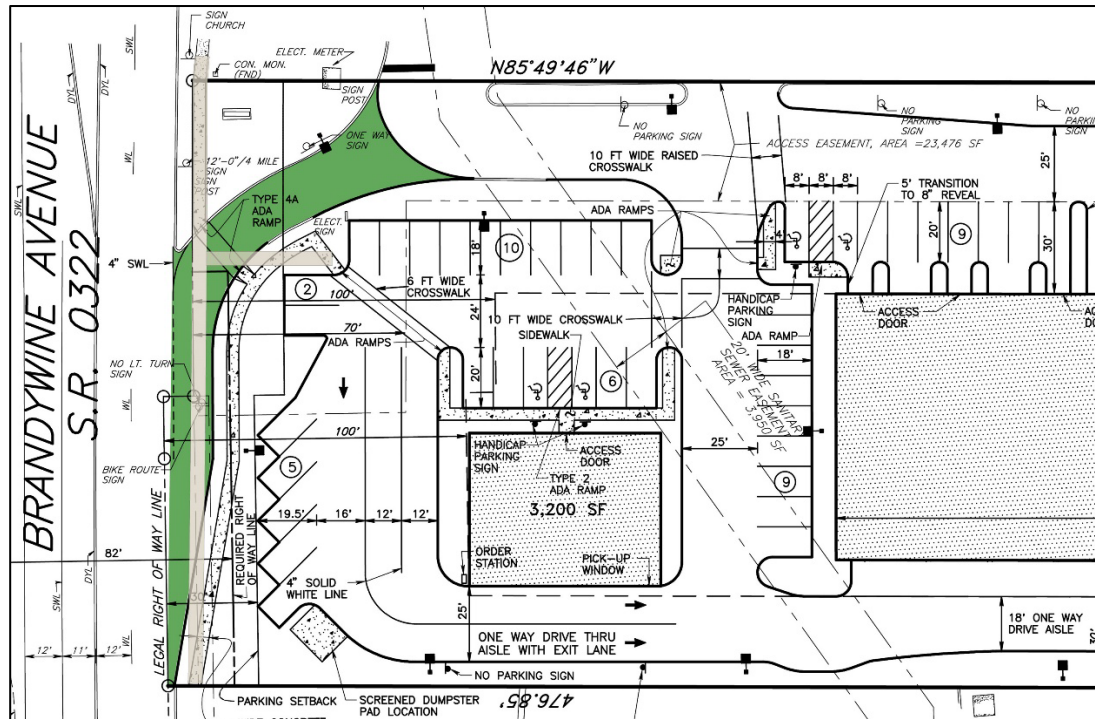 SIGN
CHURCH
SWL
DYL
DYL
SWL
WL
ELECT. METER
CON. MON.
(FND)
SIGN
POST
N85°49'46"W
ONE WAY
SIGN
NO
PARKING SIGN
NO
PARKING
SIGN
NO
PARKING
ACCESS EASEMENT, AREA =23,476 SF
10 FT WIDE RAISED
CROSSWALK
25'
12'-0"/4 MILE
SIGN
SIGN
POST
8'
8'
8'
5' TRANSITION
TO 8" REVEAL
TYPE 4A
ADA
RAMP
ADA RAMPS
ELECT.
SIGN
BRANDYWINE AVENUE
S.R. 0322
4" SWL
10
18'
4
20'
9
30'
2
100'
6 FT WIDE
CROSSWALK
24'
10 FT WIDE CROSSWALK
HANDICAP
PARKING
SIGN
ACCESS
DOOR
70'
ADA RAMPS
SIDEWALK
ADA RAMP
20' WIDE SANITAR
SEWER EASEMENT
AREA = 3,950 SF
18'
NO LT. TURN
SIGN
WL
20'
6
100'
HANDICAP
PARKING
SIGN
ACCESS
DOOR
25'
BIKE ROUTE
SIGN
5
TYPE 2
ADA RAMP
3,200 SF
9
19.5'
16'
12'
12'
LEGAL RIGHT OF WAY LINE
REQUIRED RIGHT
OF WAY LINE
82'
ORDER
STATION
PICK-UP
WINDOW
4" SOLID
WHITE LINE
30'
SWL
DYL
WL
25'
ONE WAY DRIVE THRU
AISLE WITH EXIT LANE
18' ONE WAY
DRIVE AISLE
12'
11'
12'
NO PARKING SIGN
PARKING SETBACK
SCREENED DUMPSTER
PAD LOCATION
476.85'